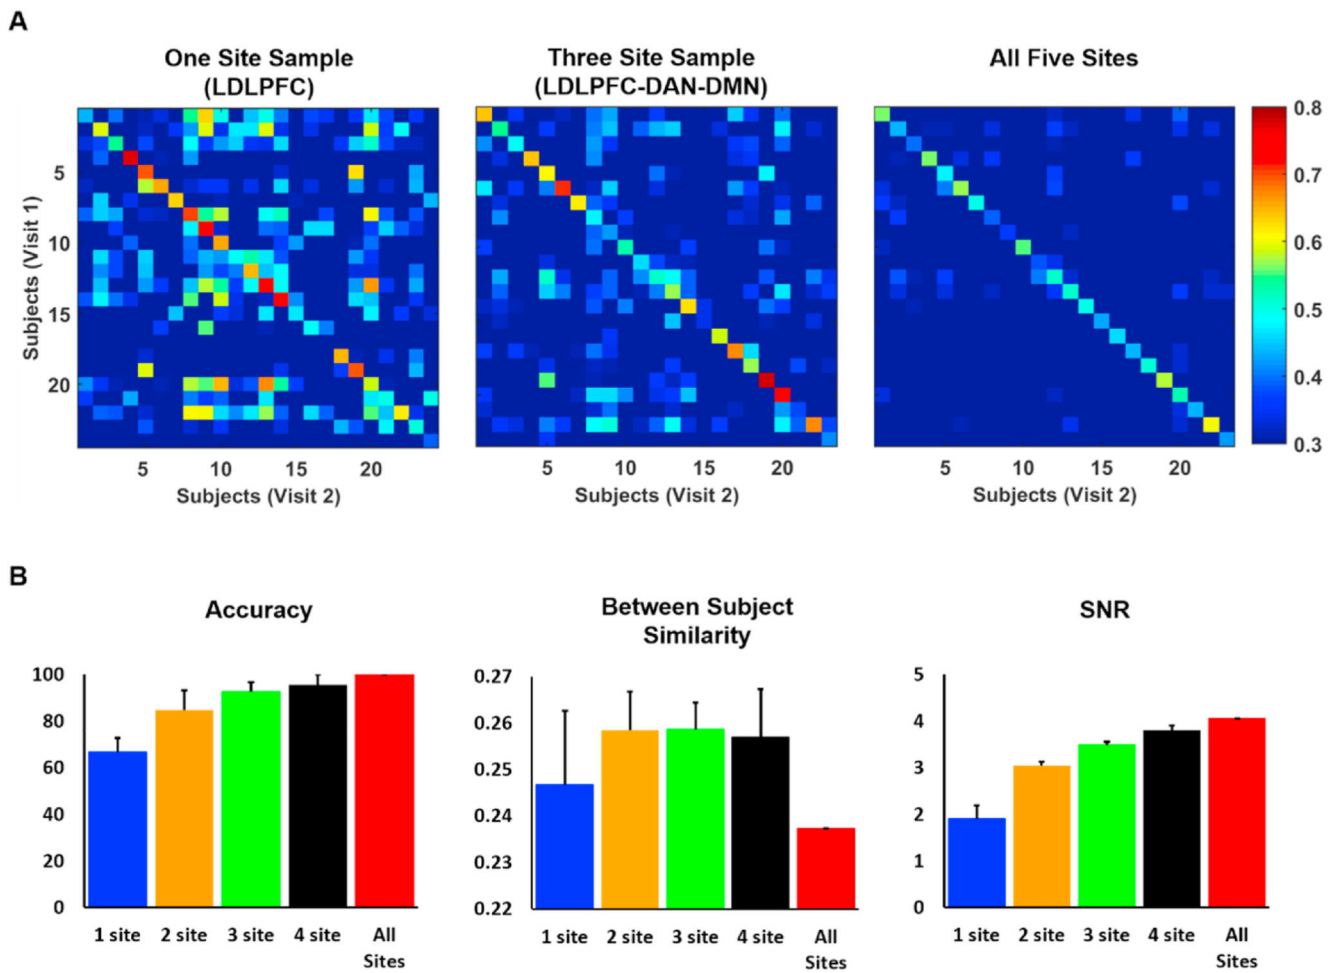 A
One Site Sample
(LDLPFC)
Three Site Sample
(LDLPFC-DAN-DMN)
All Five Sites
Subjects (Visit 1)
5
10
15
20
5 10 15 20
Subjects (Visit 2)
5 10 15 20
Subjects (Visit 2)
5 10 15 20
Subjects (Visit 2)
0.8
0.7
0.6
0.5
0.4
0.3
B
Accuracy
100
80
60
40
20
0
1 site 2 site 3 site 4 site All
Sites
Between Subject
Similarity
0.27
0.26
0.25
0.24
0.23
0.22
1 site 2 site 3 site 4 site All
Sites
SNR
5
4
3
2
1
0
1 site 2 site 3 site 4 site All
Sites